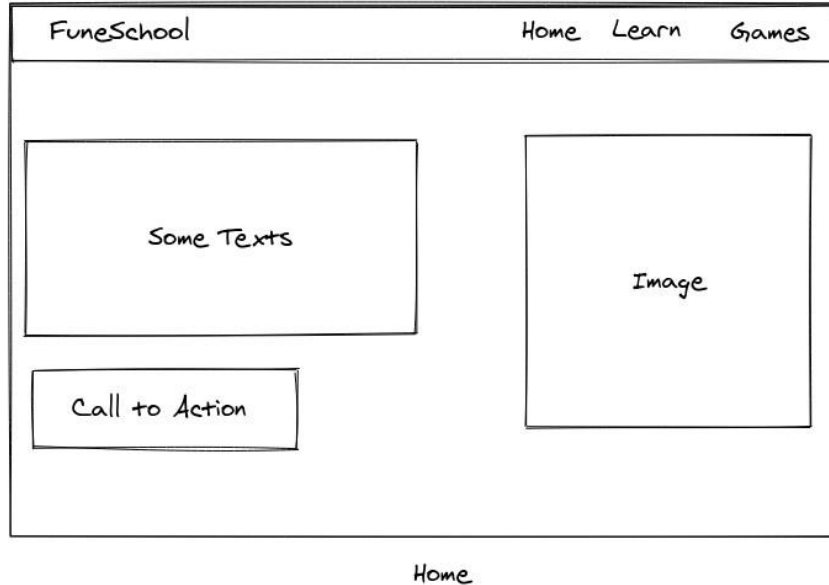 FuneSchool Home Learn Games
Some Texts
Image
Call to Action
Home